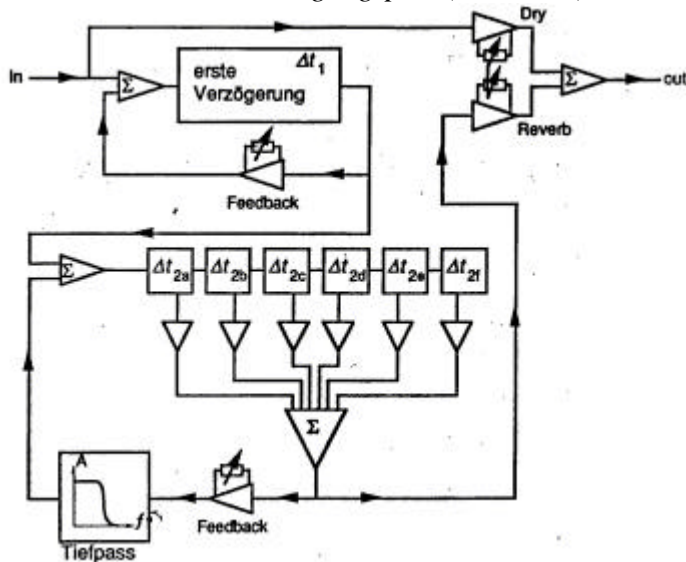 Dry
In
Σ
erste
Verzögerung
Δt1
Σ
out
Reverb
Feedback
Σ
Δt2a
Δt2b
Δt2c
Δt2d
Δt2e
Δt2f
Σ
A
f
Tiefpass
Feedback